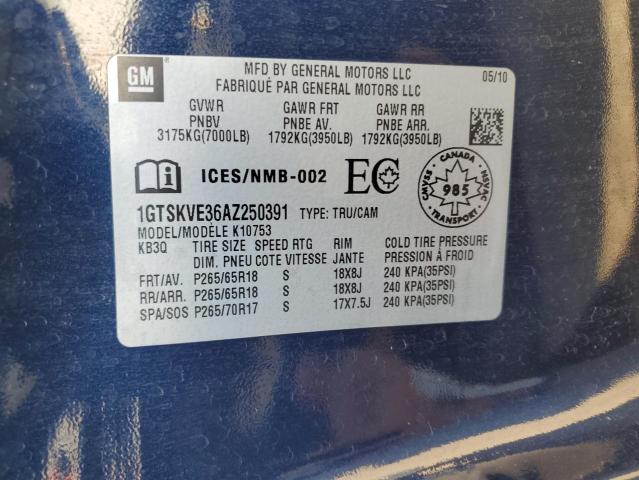 GM
MFD BY GENERAL MOTORS LLC 05/10
FABRIQUÉ PAR GENERAL MOTORS LLC
GVWR GAWR FRT GAWR RR
PNBV PNBE AV. PNBE ARR.
3175KG(7000LB) 1792KG(3950LB) 1792KG(3950LB)
ICES/NMB-002 EC CANADA CMVSS NSVAC 985
1GTSKVE36AZ250391 TYPE: TRU/CAM
MODEL/MODÈLE K10753
KB3Q TIRE SIZE SPEED RTG RIM COLD TIRE PRESSURE
DIM. PNEU COTE VITESSE JANTE PRESSION À FROID
FRT/AV. P265/65R18 S 18X8J 240 KPA(35PSI)
RR/ARR. P265/65R18 S 18X8J 240 KPA(35PSI)
SPA/SOS P265/70R17 S 17X7.5J 240 KPA(35PSI)